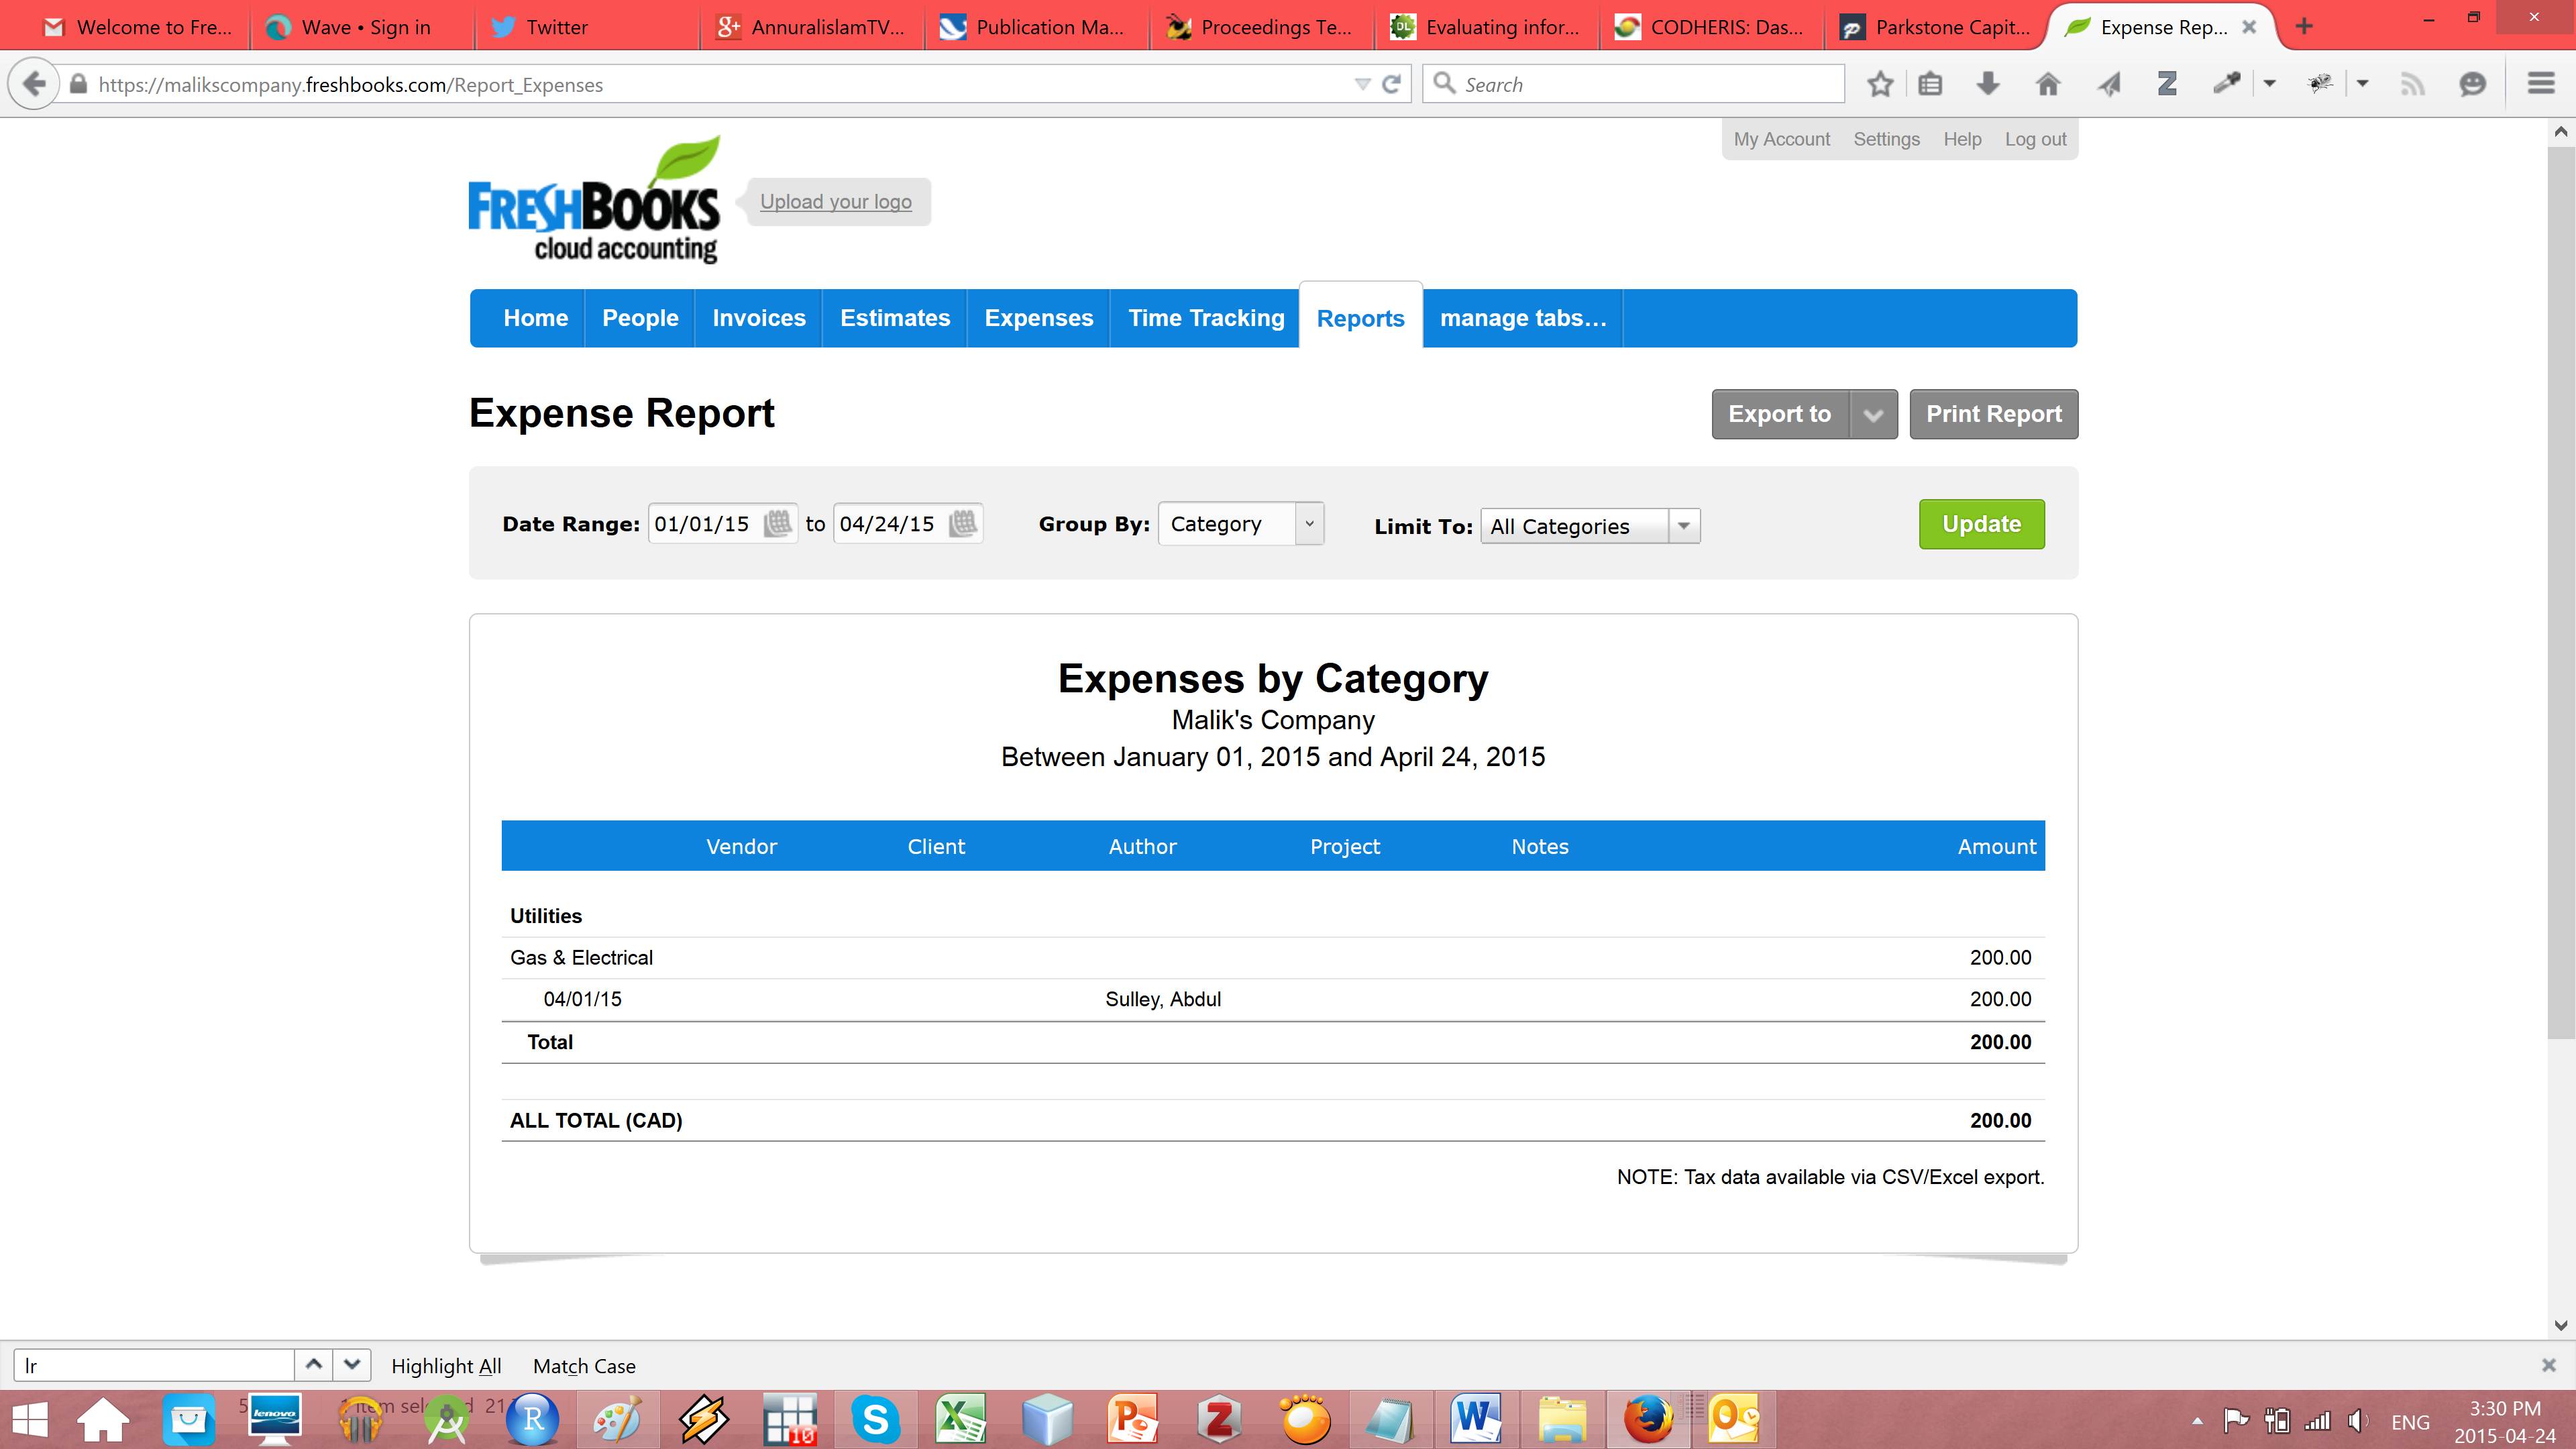 Welcome to Fre...
Wave • Sign in
Twitter
AnnuralislamTV...
Publication Ma...
Proceedings Te...
Evaluating infor...
CODHERIS: Das...
Parkstone Capit...
Expense Rep...
https://malikscompany.freshbooks.com/Report_Expenses
Search
My Account Settings Help Log out
FRESHBOOKS
cloud accounting
Upload your logo
Home People Invoices Estimates Expenses Time Tracking Reports manage tabs...
Expense Report
Export to
Print Report
Date Range: 01/01/15 to 04/24/15 Group By: Category Limit To: All Categories Update
Expenses by Category
Malik's Company
Between January 01, 2015 and April 24, 2015
Vendor Client Author Project Notes Amount
Utilities
Gas & Electrical 200.00
04/01/15 Sulley, Abdul 200.00
Total 200.00
ALL TOTAL (CAD) 200.00
NOTE: Tax data available via CSV/Excel export.
lr
Highlight All Match Case
lenovo
10
ENG
3:30 PM
2015-04-24